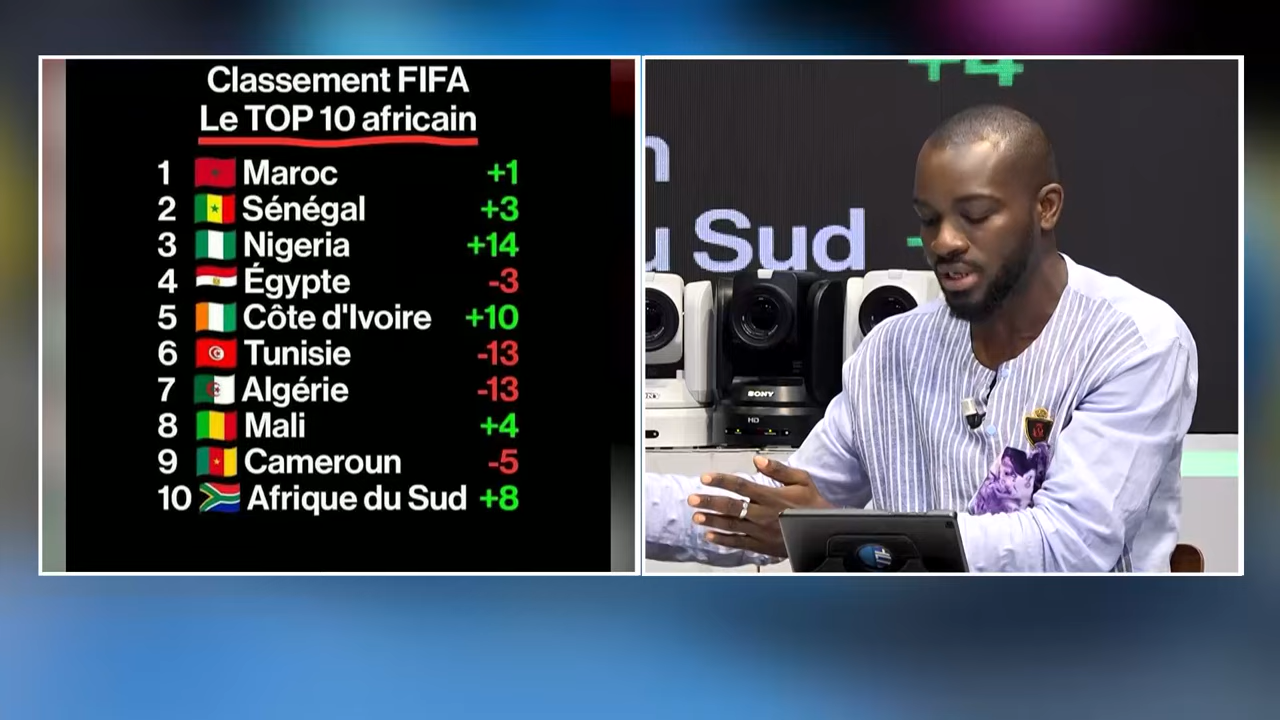 Classement FIFA
Le TOP 10 africain
1 Maroc +1
2 Sénégal +3
3 Nigeria +14
4 Égypte -3
5 Côte d'Ivoire +10
6 Tunisie -13
7 Algérie -13
8 Mali +4
9 Cameroun -5
10 Afrique du Sud +8
+4
n
u Sud
SONY
HD